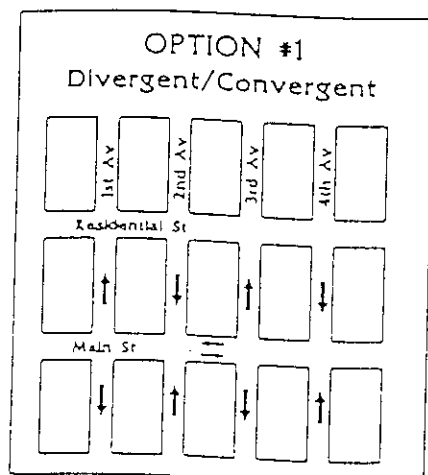 OPTION #1
Divergent/Convergent
1st Av
2nd Av
3rd Av
4th Av
Residential St
Main St